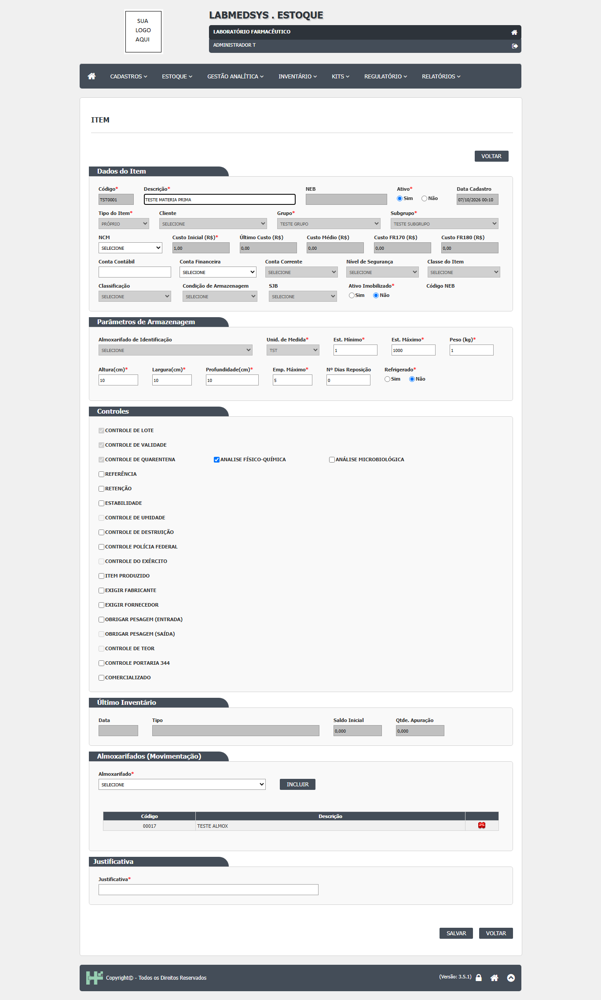 SUA
LOGO
AQUI
LABMEDSYS . ESTOQUE
LABORATÓRIO FARMACÊUTICO
ADMINISTRADOR T
CADASTROS ESTOQUE GESTÃO ANALÍTICA INVENTÁRIO KITS REGULATÓRIO RELATÓRIOS
ITEM
VOLTAR
Dados do Item
Código* Descrição* NEB Ativo* Data Cadastro
TST0001 TESTE MATERIA PRIMA Sim Não 07/10/2026 00:10
Tipo do Item* Cliente Grupo* Subgrupo*
PRÓPRIO SELECIONE TESTE GRUPO TESTE SUBGRUPO
NCM Custo Inicial (R$)* Último Custo (R$) Custo Médio (R$) Custo FR170 (R$) Custo FR180 (R$)
SELECIONE 1,00 0,00 0,00 0,00 0,00
Conta Contábil Conta Financeira Conta Corrente Nível de Segurança Classe do Item
SELECIONE SELECIONE SELECIONE SELECIONE
Classificação Condição de Armazenagem SJB Ativo Imobilizado* Código NEB
SELECIONE SELECIONE SELECIONE Sim Não
Parâmetros de Armazenagem
Almoxarifado de Identificação Unid. de Medida* Est. Mínimo* Est. Máximo* Peso (kg)*
SELECIONE TST 1 1000 1
Altura(cm)* Largura(cm)* Profundidade(cm)* Emp. Máximo* Nº Dias Reposição Refrigerado*
10 10 10 5 0 Sim Não
Controles
CONTROLE DE LOTE
CONTROLE DE VALIDADE
CONTROLE DE QUARENTENA ANALISE FÍSICO-QUÍMICA ANÁLISE MICROBIOLÓGICA
REFERÊNCIA
RETENÇÃO
ESTABILIDADE
CONTROLE DE UMIDADE
CONTROLE DE DESTRUIÇÃO
CONTROLE POLÍCIA FEDERAL
CONTROLE DO EXÉRCITO
ITEM PRODUZIDO
EXIGIR FABRICANTE
EXIGIR FORNECEDOR
OBRIGAR PESAGEM (ENTRADA)
OBRIGAR PESAGEM (SAÍDA)
CONTROLE DE TEOR
CONTROLE PORTARIA 344
COMERCIALIZADO
Último Inventário
Data Tipo Saldo Inicial Qtde. Apuração
0,000 0,000
Almoxarifados (Movimentação)
Almoxarifado*
SELECIONE INCLUIR
Código Descrição
00017 TESTE ALMOX
Justificativa
Justificativa*
SALVAR VOLTAR
Copyright© - Todos os Direitos Reservados (Versão: 3.5.1)